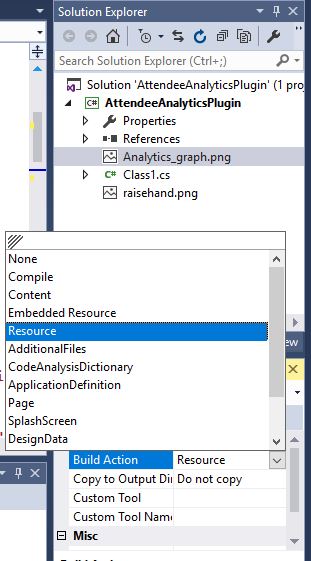 Solution Explorer
Search Solution Explorer (Ctrl+;)
Solution 'AttendeeAnalyticsPlugin' (1 proj
C# AttendeeAnalyticsPlugin
Properties
References
Analytics_graph.png
C# Class1.cs
raisehand.png
None
Compile
Content
Embedded Resource
Resource
AdditionalFiles
CodeAnalysisDictionary
ApplicationDefinition
Page
SplashScreen
DesignData
Build Action Resource
Copy to Output Dir Do not copy
Custom Tool
Custom Tool Name
Misc